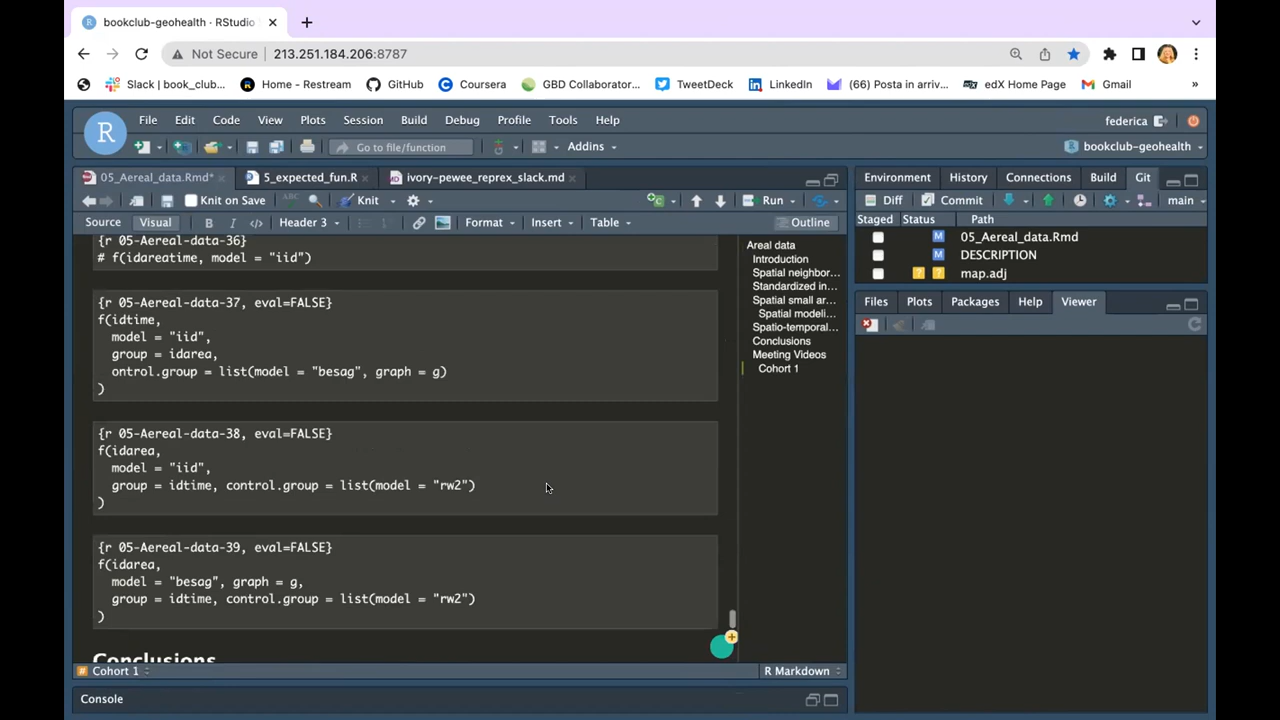 bookclub-geohealth · RStudio
Not Secure
213.251.184.206:8787
Slack | book_club...
Home - Restream
GitHub
Coursera
GBD Collaborator...
TweetDeck
LinkedIn
(66) Posta in arriv...
edX Home Page
Gmail
»
R
File
Edit
Code
View
Plots
Session
Build
Debug
Profile
Tools
Help
federica
Go to file/function
Addins
bookclub-geohealth
05_Aereal_data.Rmd*
5_expected_fun.R
ivory-pewee_reprex_slack.md
Knit on Save
ABC
Knit
Run
Source
Visual
B
I
</>
Header 3
Format
Insert
Table
Outline
{r 05-Aereal-data-36}
# f(idareatime, model = "iid")
{r 05-Aereal-data-37, eval=FALSE}
f(idtime,
model = "iid",
group = idarea,
ontrol.group = list(model = "besag", graph = g)
)
{r 05-Aereal-data-38, eval=FALSE}
f(idarea,
model = "iid",
group = idtime, control.group = list(model = "rw2")
)
{r 05-Aereal-data-39, eval=FALSE}
f(idarea,
model = "besag", graph = g,
group = idtime, control.group = list(model = "rw2")
)
Conclusions
Areal data
Introduction
Spatial neighbor...
Standardized in...
Spatial small ar...
Spatial modeli...
Spatio-temporal...
Conclusions
Meeting Videos
Cohort 1
# Cohort 1
R Markdown
Console
Environment
History
Connections
Build
Git
Diff
Commit
main
Staged
Status
Path
M
05_Aereal_data.Rmd
M
DESCRIPTION
? ?
map.adj
Files
Plots
Packages
Help
Viewer